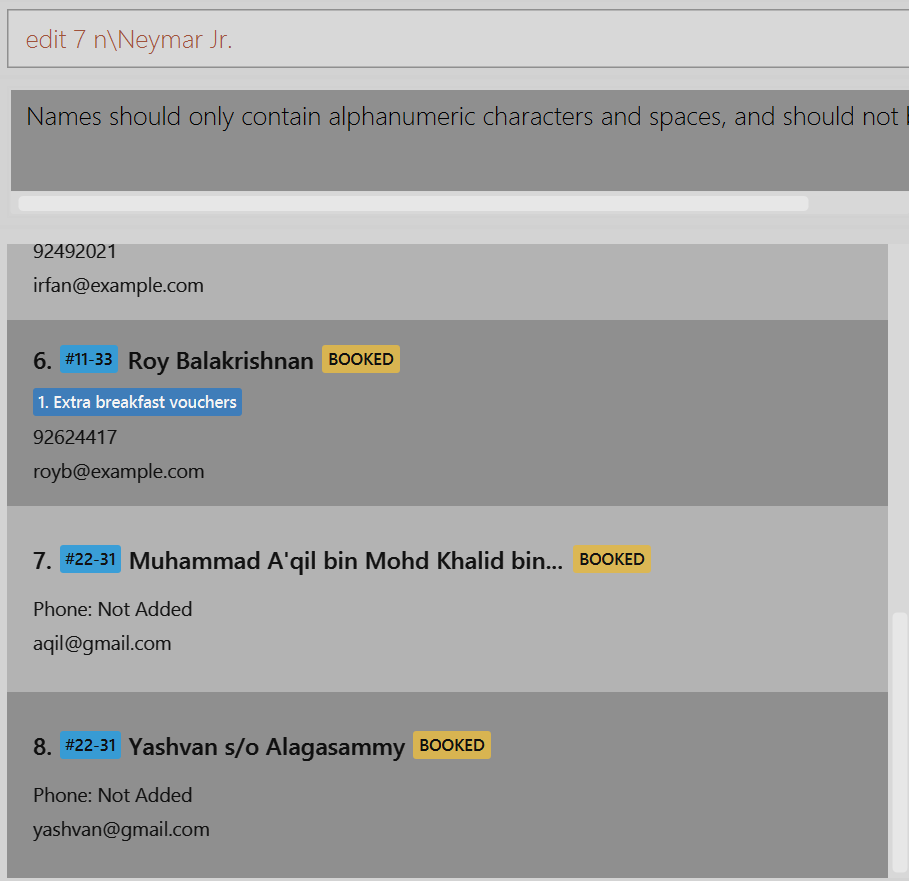 edit 7 n\Neymar Jr.
Names should only contain alphanumeric characters and spaces, and should not
92492021
irfan@example.com
6. #11-33 Roy Balakrishnan BOOKED
1. Extra breakfast vouchers
92624417
royb@example.com
7. #22-31 Muhammad A'qil bin Mohd Khalid bin... BOOKED
Phone: Not Added
aqil@gmail.com
8. #22-31 Yashvan s/o Alagasammy BOOKED
Phone: Not Added
yashvan@gmail.com